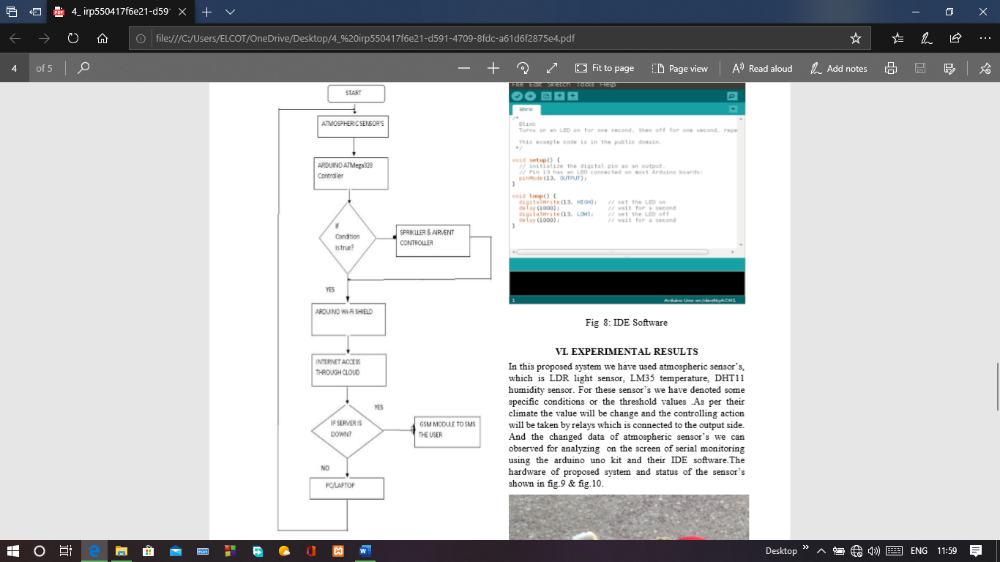 4_ irp550417f6e21-d59
file:///C:/Users/ELCOT/OneDrive/Desktop/4_%20irp550417f6e21-d591-4709-8fdc-a61d6f2875e4.pdf
4 of 5
Fit to page
Page view
Read aloud
Add notes
START
ATMOSPHERIC SENSOR'S
ARDUINO ATMega328
Controller
If
Condition
is true?
SPRIKLLER & AIRVENT
CONTROLLER
YES
ARDUINO Wi-Fi SHIELD
INTERNET ACCESS
THROUGH CLOUD
IF SERVER IS
DOWN?
YES
GSM MODULE TO SMS
THE USER
NO
PC/LAPTOP
File Edit Sketch Tools Help
Blink
/*
Blink
Turns on an LED on for one second, then off for one second, repe
This example code is in the public domain.
*/
void setup() {
// initialize the digital pin as an output.
// Pin 13 has an LED connected on most Arduino boards:
pinMode(13, OUTPUT);
}
void loop() {
digitalWrite(13, HIGH); // set the LED on
delay(1000); // wait for a second
digitalWrite(13, LOW); // set the LED off
delay(1000); // wait for a second
}
1
Arduino Uno on /dev/ttyACM1
Fig 8: IDE Software
VI. EXPERIMENTAL RESULTS
In this proposed system we have used atmospheric sensor's,
which is LDR light sensor, LM35 temperature, DHT11
humidity sensor. For these sensor's we have denoted some
specific conditions or the threshold values .As per their
climate the value will be change and the controlling action
will be taken by relays which is connected to the output side.
And the changed data of atmospheric sensor's we can
observed for analyzing on the screen of serial monitoring
using the arduino uno kit and their IDE software.The
hardware of proposed system and status of the sensor's
shown in fig.9 & fig.10.
Desktop
ENG
11:59